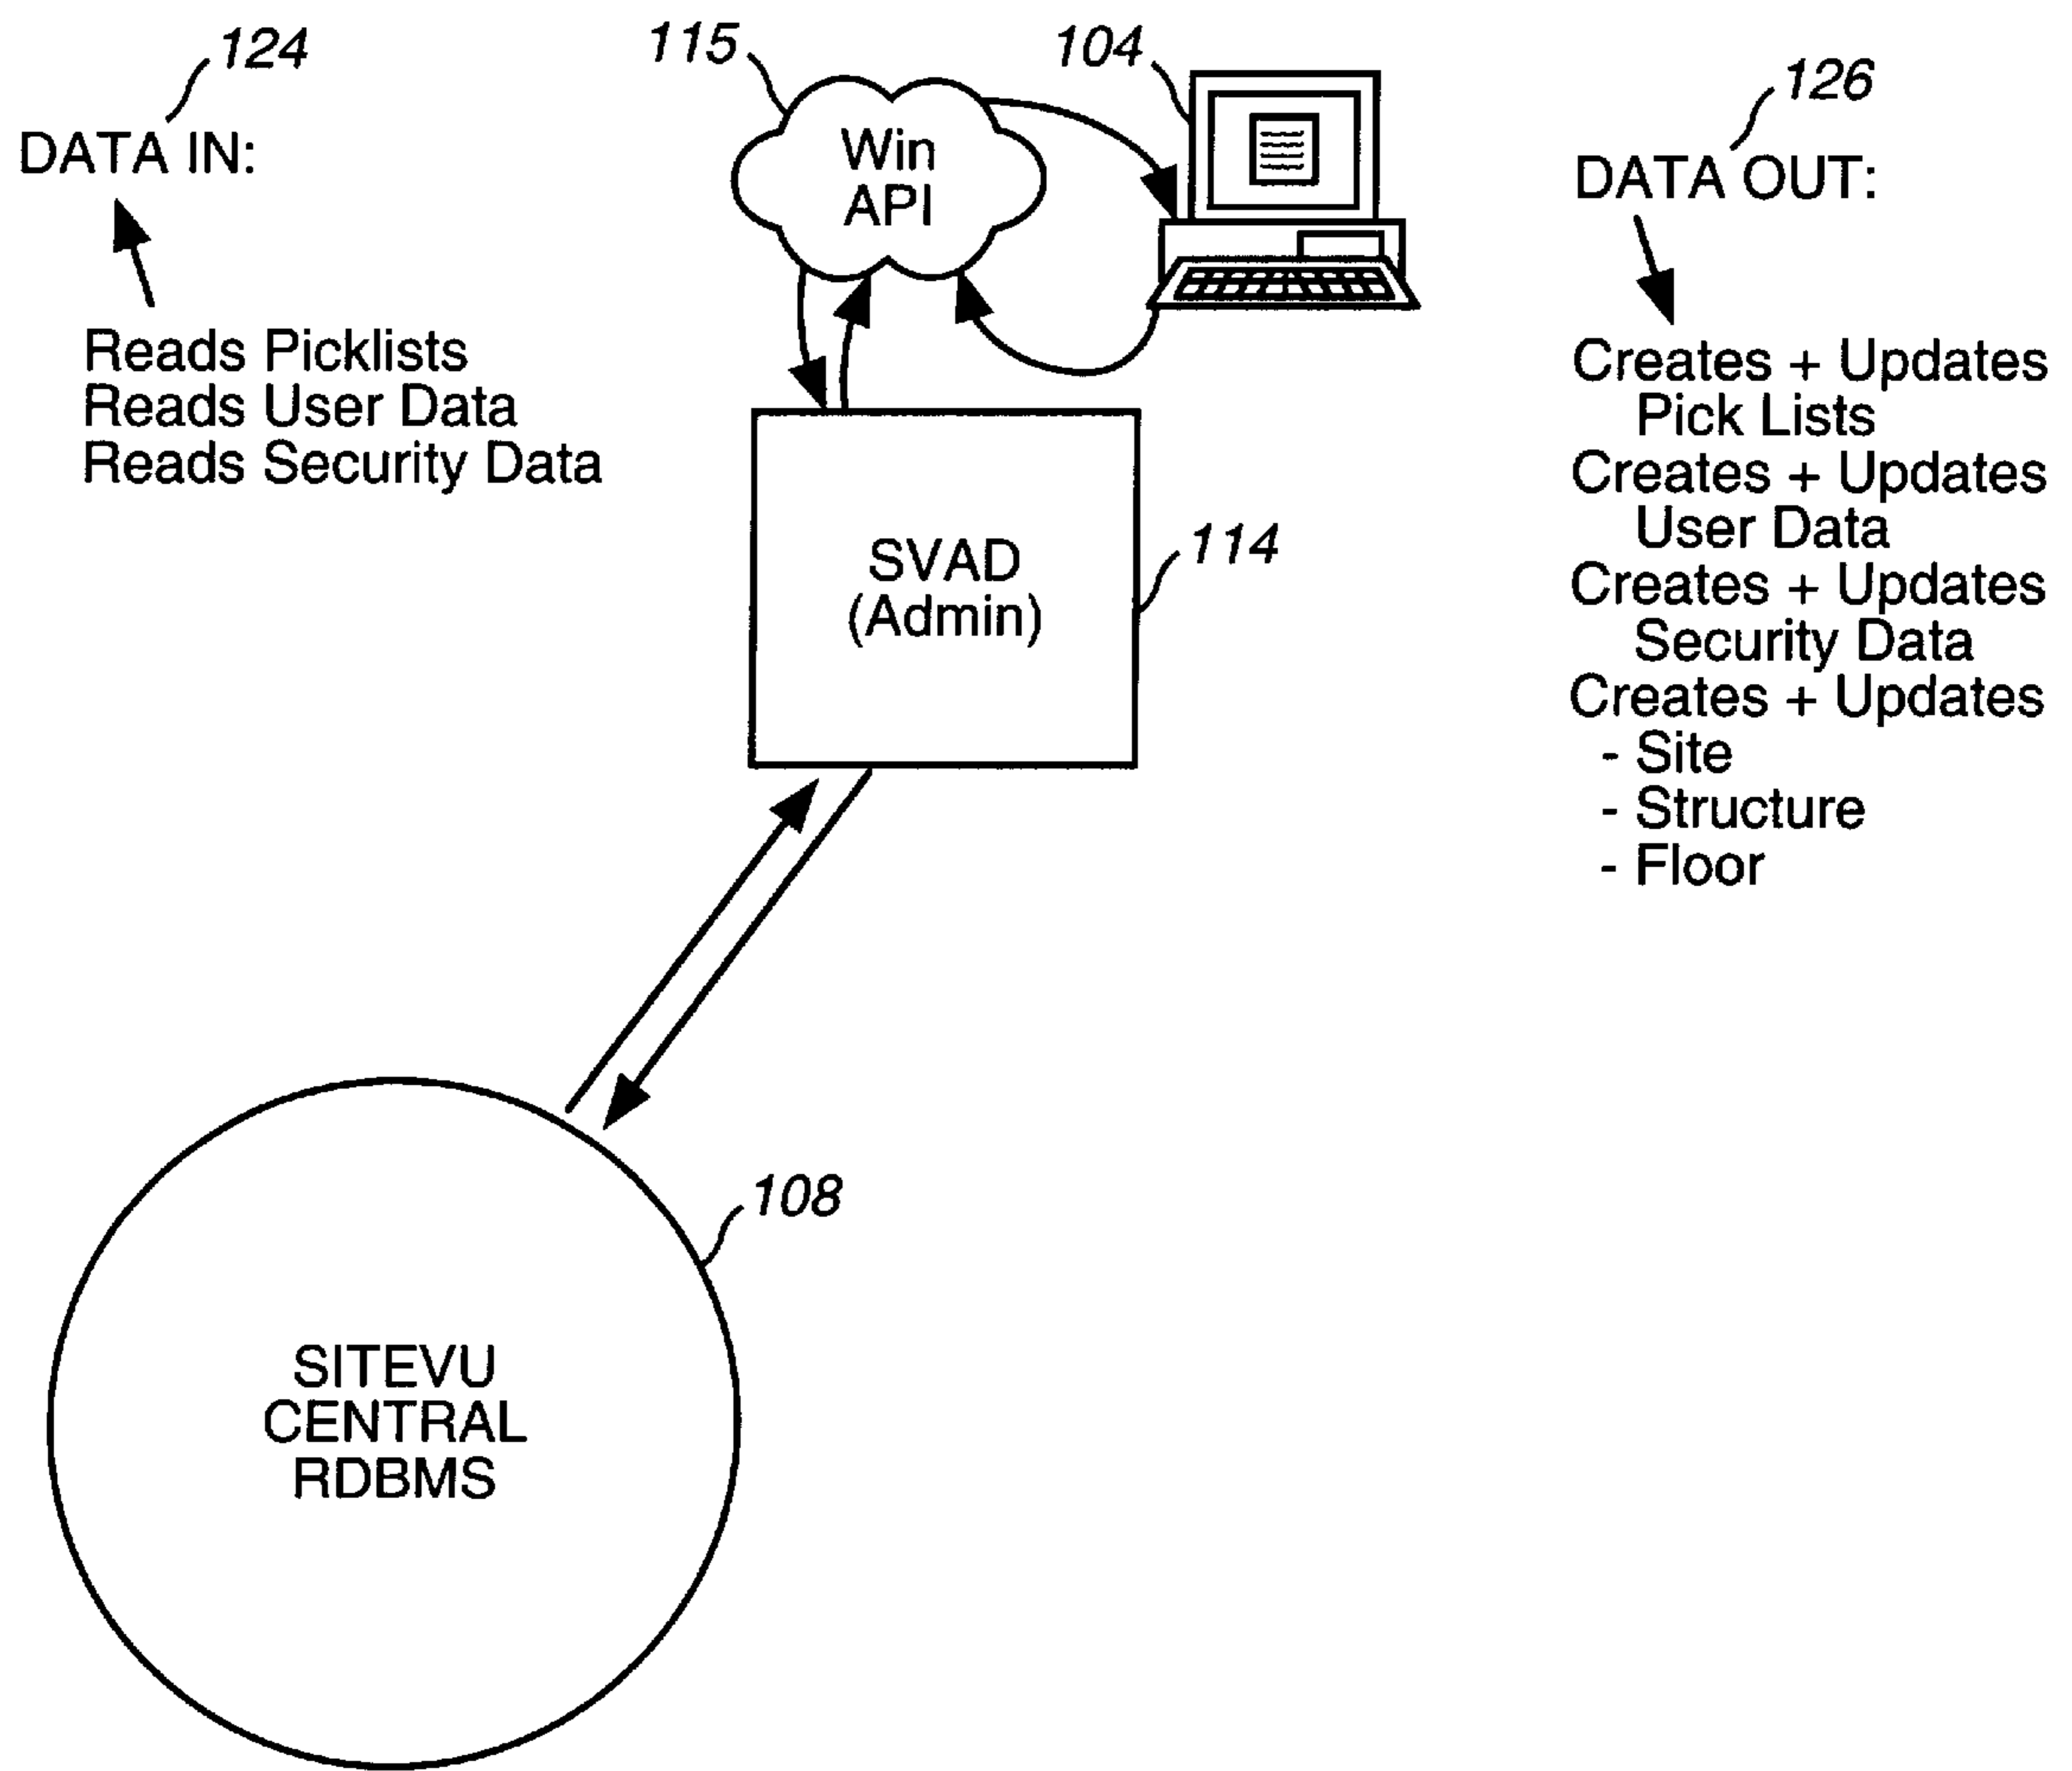 124
DATA IN:
Reads Picklists
Reads User Data
Reads Security Data
115
Win
API
104
126
DATA OUT:
Creates + Updates
Pick Lists
Creates + Updates
User Data
Creates + Updates
Security Data
Creates + Updates
- Site
- Structure
- Floor
SVAD
(Admin)
114
108
SITEVU
CENTRAL
RDBMS